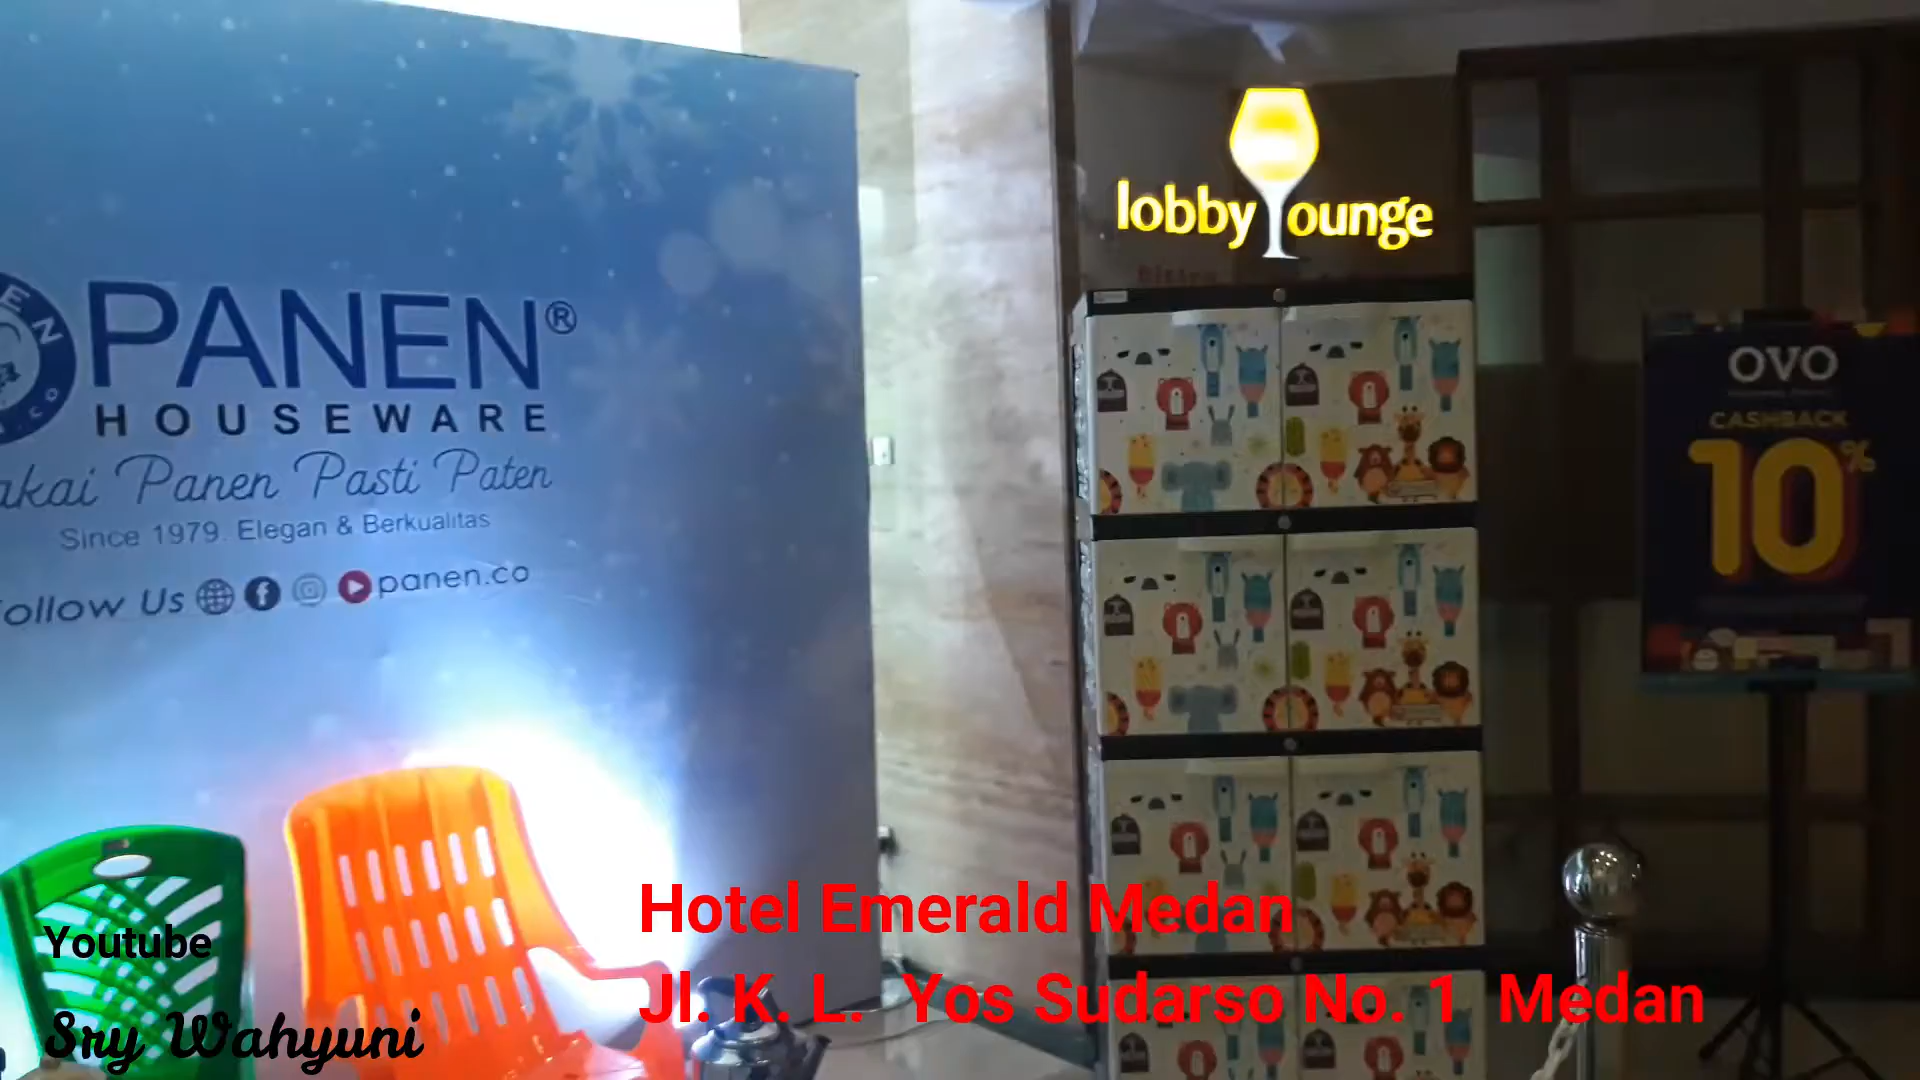 PANEN®
HOUSEWARE
akai Panen Pasti Paten
Since 1979. Elegan & Berkualitas
ollow Us panen.co
lobby lounge
OVO
CASHBACK
10%
Hotel Emerald Medan
Jl. K. L. Yos Sudarso No. 1 Medan
Youtube
Sry Wahyuni